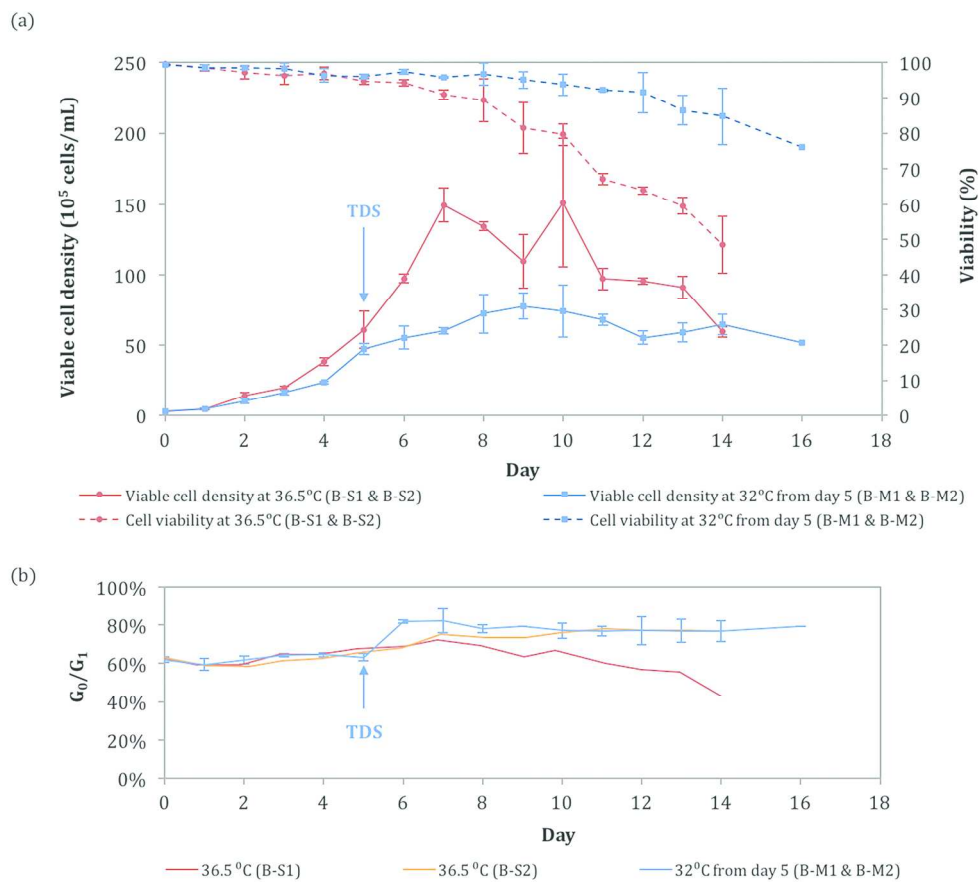 (a)
250
200
150
100
50
0
Viable cell density (10⁵ cells/mL)
100
90
80
70
60
50
40
30
20
10
0
Viability (%)
TDS
0 2 4 6 8 10 12 14 16 18
Day
Viable cell density at 36.5°C (B-S1 & B-S2)
Viable cell density at 32°C from day 5 (B-M1 & B-M2)
Cell viability at 36.5°C (B-S1 & B-S2)
Cell viability at 32°C from day 5 (B-M1 & B-M2)
(b)
100%
80%
60%
40%
20%
0%
G₀/G₁
TDS
0 2 4 6 8 10 12 14 16 18
Day
36.5 °C (B-S1)
36.5 °C (B-S2)
32°C from day 5 (B-M1 & B-M2)